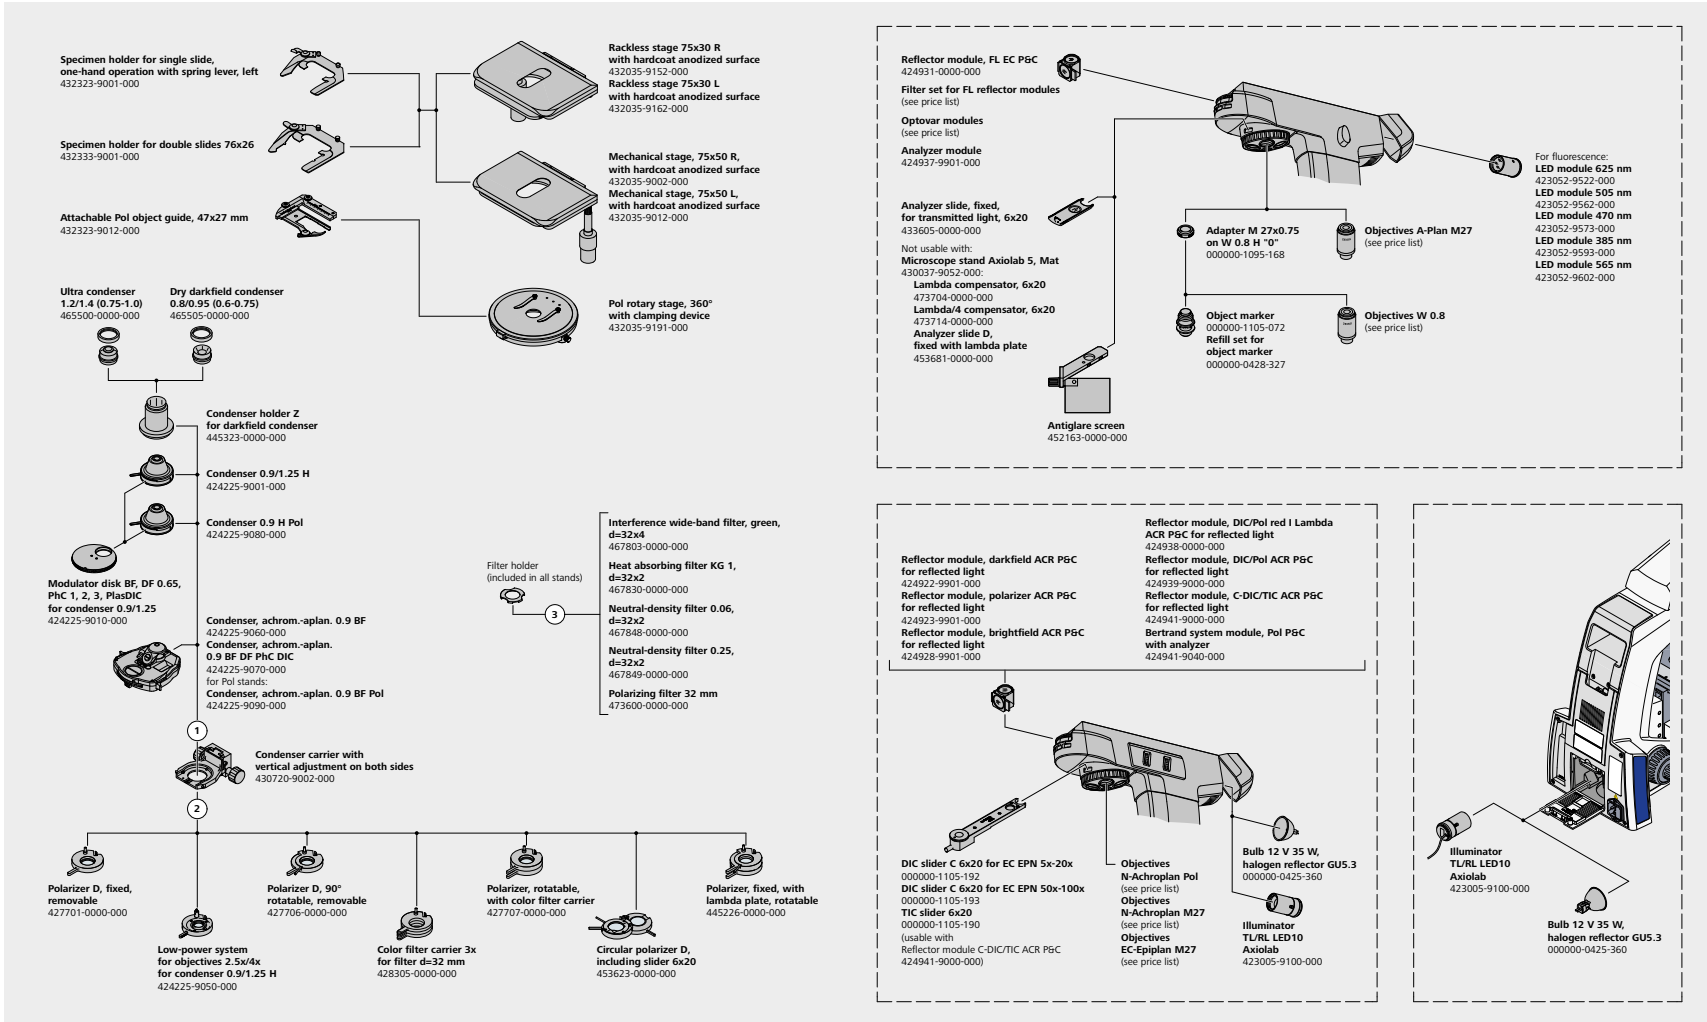 Specimen holder for single slide,
one-hand operation with spring lever, left
432323-9001-000
Specimen holder for double slides 76x26
432333-9001-000
Attachable Pol object guide, 47x27 mm
432323-9012-000
Rackless stage 75x30 R
with hardcoat anodized surface
432035-9152-000
Rackless stage 75x30 L
with hardcoat anodized surface
432035-9162-000
Mechanical stage, 75x50 R,
with hardcoat anodized surface
432035-9002-000
Mechanical stage, 75x50 L,
with hardcoat anodized surface
432035-9012-000
Pol rotary stage, 360°
with clamping device
432035-9191-000
Ultra condenser
1.2/1.4 (0.75-1.0)
465500-0000-000
Dry darkfield condenser
0.8/0.95 (0.6-0.75)
465505-0000-000
Condenser holder Z
for darkfield condenser
445323-0000-000
Condenser 0.9/1.25 H
424225-9001-000
Condenser 0.9 H Pol
424225-9080-000
Modulator disk BF, DF 0.65,
PhC 1, 2, 3, PlasDIC
for condenser 0.9/1.25
424225-9010-000
Condenser, achrom.-aplan. 0.9 BF
424225-9060-000
Condenser, achrom.-aplan.
0.9 BF DF PhC DIC
424225-9070-000
for Pol stands:
Condenser, achrom.-aplan. 0.9 BF Pol
424225-9090-000
1
Condenser carrier with
vertical adjustment on both sides
430720-9002-000
2
Filter holder
(included in all stands)
3
Interference wide-band filter, green,
d=32x4
467803-0000-000
Heat absorbing filter KG 1,
d=32x2
467830-0000-000
Neutral-density filter 0.06,
d=32x2
467848-0000-000
Neutral-density filter 0.25,
d=32x2
467849-0000-000
Polarizing filter 32 mm
473600-0000-000
Polarizer D, fixed,
removable
427701-0000-000
Low-power system
for objectives 2.5x/4x
for condenser 0.9/1.25 H
424225-9050-000
Polarizer D, 90°
rotatable, removable
427706-0000-000
Color filter carrier 3x
for filter d=32 mm
428305-0000-000
Polarizer, rotatable,
with color filter carrier
427707-0000-000
Circular polarizer D,
including slider 6x20
453623-0000-000
Polarizer, fixed, with
lambda plate, rotatable
445226-0000-000
Reflector module, FL EC P&C
424931-0000-000
Filter set for FL reflector modules
(see price list)
Optovar modules
(see price list)
Analyzer module
424937-9901-000
Analyzer slide, fixed,
for transmitted light, 6x20
433605-0000-000
Not usable with:
Microscope stand Axiolab 5, Mat
430037-9052-000:
Lambda compensator, 6x20
473704-0000-000
Lambda/4 compensator, 6x20
473714-0000-000
Analyzer slide D,
fixed with lambda plate
453681-0000-000
Antiglare screen
452163-0000-000
Adapter M 27x0.75
on W 0.8 H "0"
000000-1095-168
Objectives A-Plan M27
(see price list)
Object marker
000000-1105-072
Refill set for
object marker
000000-0428-327
Objectives W 0.8
(see price list)
For fluorescence:
LED module 625 nm
423052-9522-000
LED module 505 nm
423052-9562-000
LED module 470 nm
423052-9573-000
LED module 385 nm
423052-9593-000
LED module 565 nm
423052-9602-000
Reflector module, darkfield ACR P&C
for reflected light
424922-9901-000
Reflector module, polarizer ACR P&C
for reflected light
424923-9901-000
Reflector module, brightfield ACR P&C
for reflected light
424928-9901-000
Reflector module, DIC/Pol red I Lambda
ACR P&C for reflected light
424938-0000-000
Reflector module, DIC/Pol ACR P&C
for reflected light
424939-9000-000
Reflector module, C-DIC/TIC ACR P&C
for reflected light
424941-9000-000
Bertrand system module, Pol P&C
with analyzer
424941-9040-000
DIC slider C 6x20 for EC EPN 5x-20x
000000-1105-192
DIC slider C 6x20 for EC EPN 50x-100x
000000-1105-193
TIC slider 6x20
000000-1105-190
(usable with
Reflector module C-DIC/TIC ACR P&C
424941-9000-000)
Objectives
N-Achroplan Pol
(see price list)
Objectives
N-Achroplan M27
(see price list)
Objectives
EC-Epiplan M27
(see price list)
Bulb 12 V 35 W,
halogen reflector GU5.3
000000-0425-360
Illuminator
TL/RL LED10
Axiolab
423005-9100-000
Illuminator
TL/RL LED10
Axiolab
423005-9100-000
Bulb 12 V 35 W,
halogen reflector GU5.3
000000-0425-360